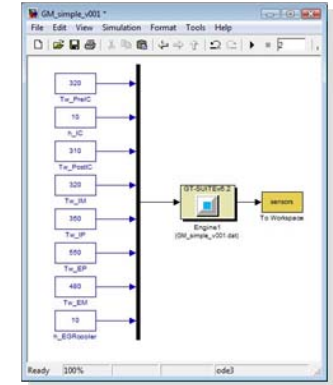 GM_simple_v001 *
File Edit View Simulation Format Tools Help
2
320
Tw_PreIC
10
h_IC
310
Tw_PostIC
320
Tw_IM
350
Tw_IP
550
Tw_EP
480
Tw_EM
10
h_EGRcooler
GT-SUITEv6.2
Engine1
(GM_simple_v001.dat)
sensors
To Workspace
Ready 100% ode3